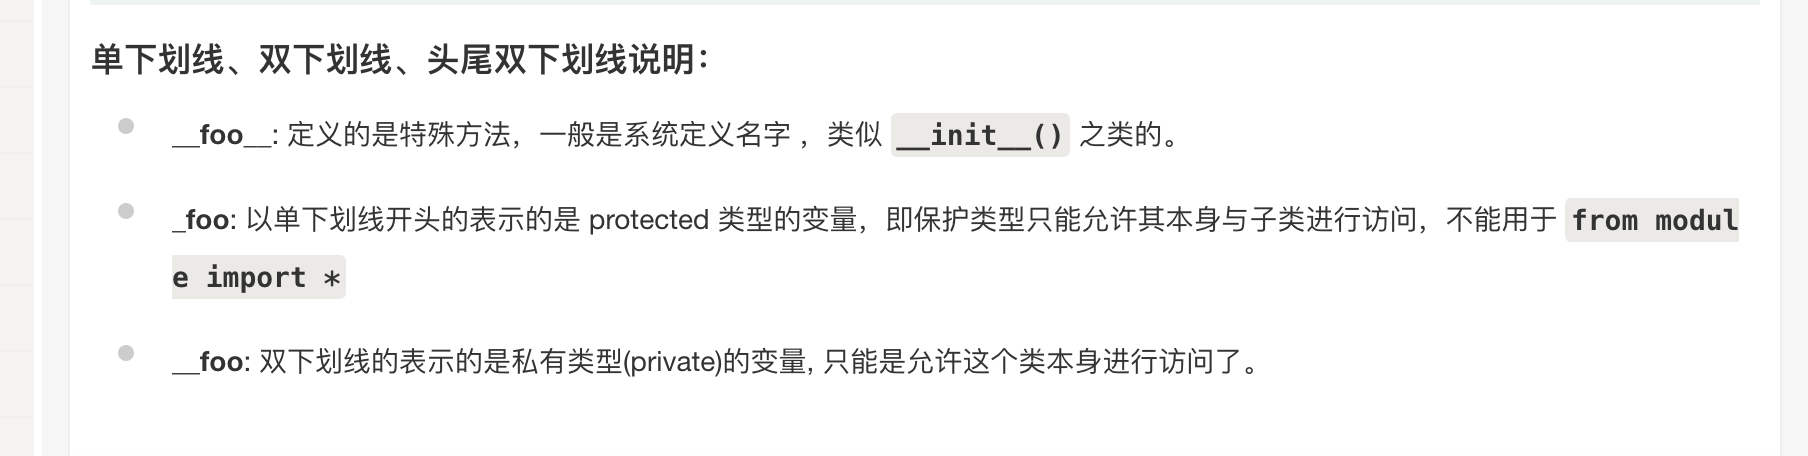 单下划线、双下划线、头尾双下划线说明：
__foo__: 定义的是特殊方法，一般是系统定义名字 ，类似 __init__() 之类的。
_foo: 以单下划线开头的表示的是 protected 类型的变量，即保护类型只能允许其本身与子类进行访问，不能用于 from modul
e import *
__foo: 双下划线的表示的是私有类型(private)的变量, 只能是允许这个类本身进行访问了。